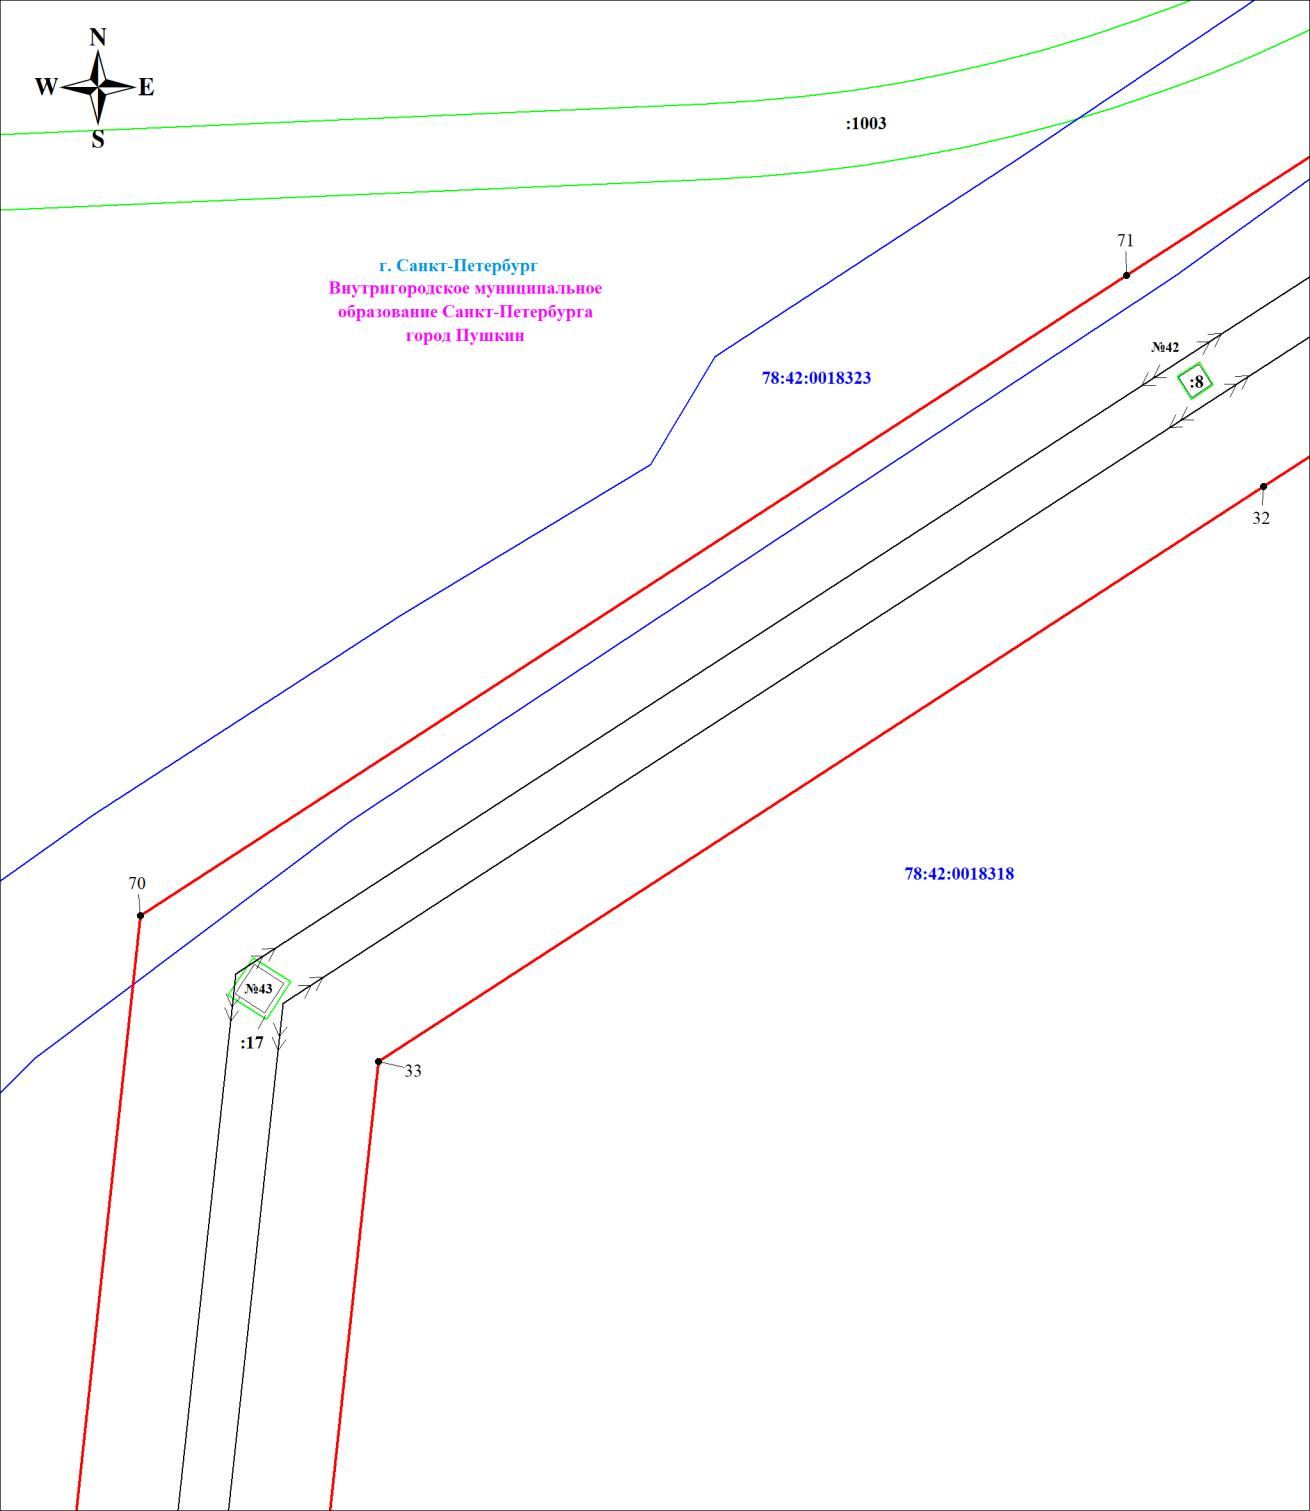 N
W E
S
:1003
71
г. Санкт-Петербург
Внутригородское муниципальное
образование Санкт-Петербурга
город Пушкин
№42
78:42:0018323
:8
32
78:42:0018318
70
№43
:17
33